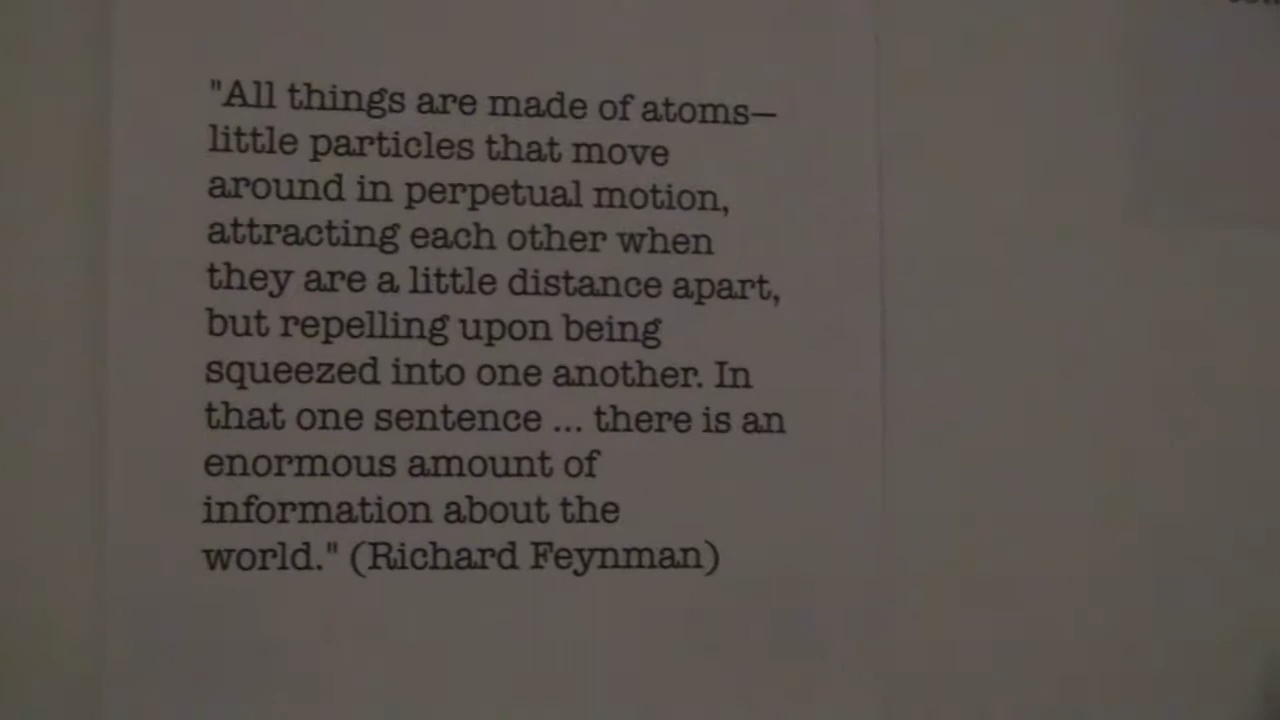 "All things are made of atoms—
little particles that move
around in perpetual motion,
attracting each other when
they are a little distance apart,
but repelling upon being
squeezed into one another. In
that one sentence ... there is an
enormous amount of
information about the
world." (Richard Feynman)